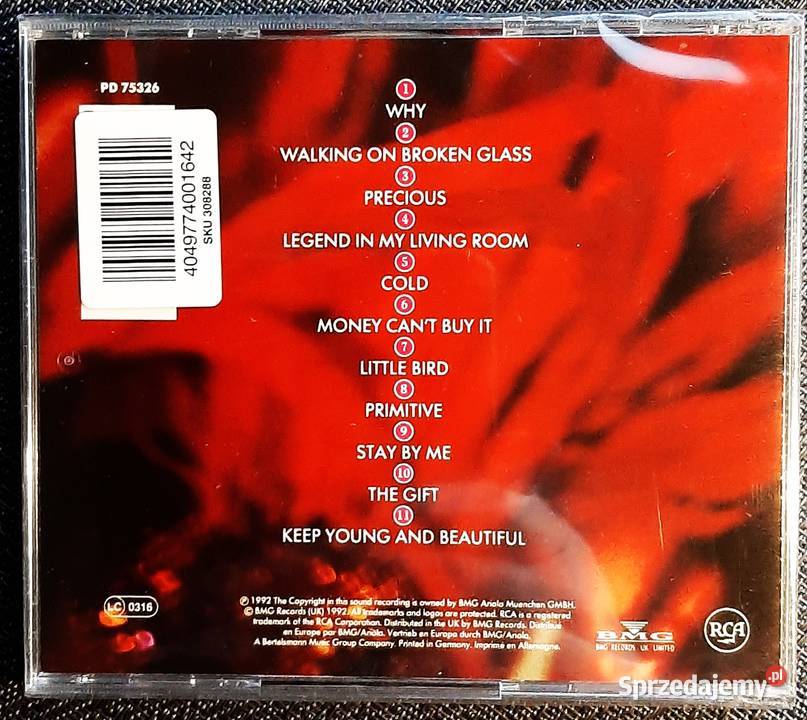 PD 75326
4049774001642
SKU 308288
1
WHY
2
WALKING ON BROKEN GLASS
3
PRECIOUS
4
LEGEND IN MY LIVING ROOM
5
COLD
6
MONEY CAN'T BUY IT
7
LITTLE BIRD
8
PRIMITIVE
9
STAY BY ME
10
THE GIFT
11
KEEP YOUNG AND BEAUTIFUL
LC 0316
℗ 1992 The Copyright in this sound recording is owned by BMG Ariola Muenchen GMBH.
© BMG Records (UK) 1992. All trademarks and logos are protected. RCA is a registered
trademark of the RCA Corporation. Distributed in the UK by BMG Records. Distribué
en Europe par BMG/Ariola. Vertrieb en Europa durch BMG/Ariola.
A Bertelsmann Music Group Company. Printed in Germany. Imprimé en Allemagne.
BMG
BMG RECORDS UK LIMITED
RCA
Sprzedajemy.pl